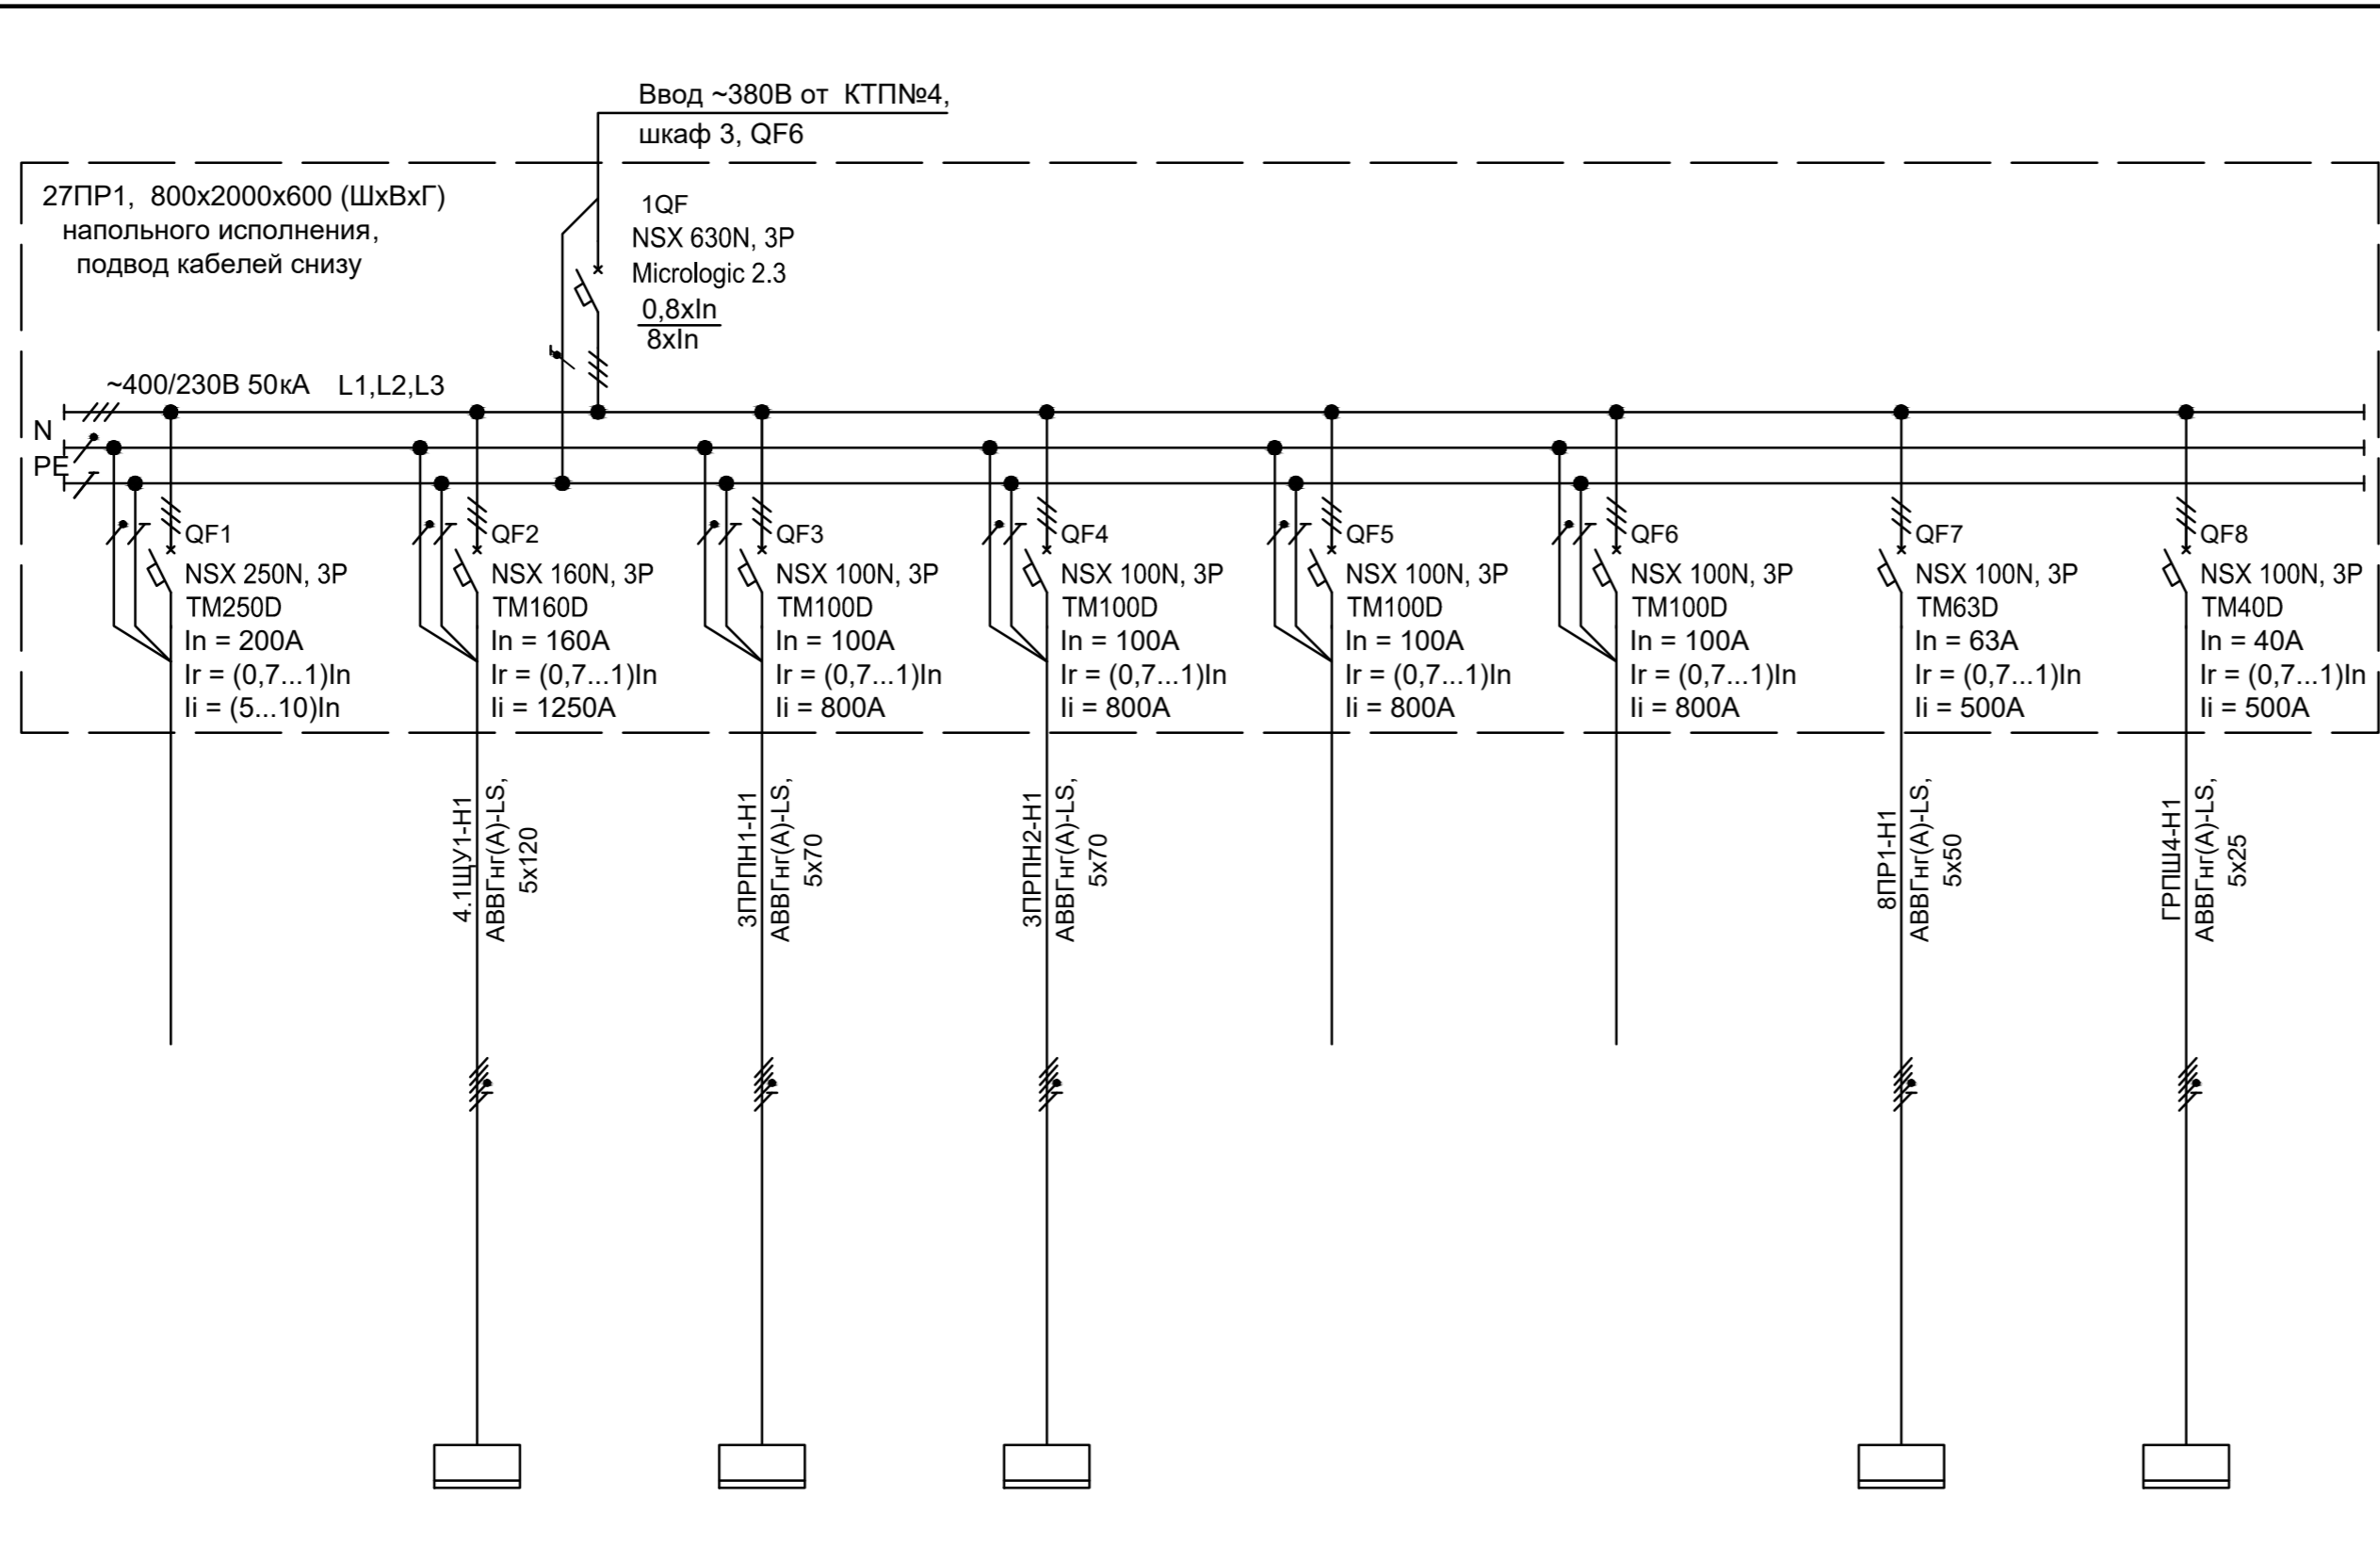 Ввод ~380В от КТП№4,
шкаф 3, QF6
27ПР1, 800х2000х600 (ШхВхГ)
напольного исполнения,
подвод кабелей снизу
1QF
NSX 630N, 3P
Micrologic 2.3
0,8xIn
8xIn
~400/230В 50кА L1,L2,L3
N
PE
QF1
NSX 250N, 3P
TM250D
In = 200A
Ir = (0,7...1)In
Ii = (5...10)In
QF2
NSX 160N, 3P
TM160D
In = 160A
Ir = (0,7...1)In
Ii = 1250A
QF3
NSX 100N, 3P
TM100D
In = 100A
Ir = (0,7...1)In
Ii = 800A
QF4
NSX 100N, 3P
TM100D
In = 100A
Ir = (0,7...1)In
Ii = 800A
QF5
NSX 100N, 3P
TM100D
In = 100A
Ir = (0,7...1)In
Ii = 800A
QF6
NSX 100N, 3P
TM100D
In = 100A
Ir = (0,7...1)In
Ii = 800A
QF7
NSX 100N, 3P
TM63D
In = 63A
Ir = (0,7...1)In
Ii = 500A
QF8
NSX 100N, 3P
TM40D
In = 40A
Ir = (0,7...1)In
Ii = 500A
4.1ЩУ1-Н1
АВВГнг(А)-LS,
5х120
3ПРПН1-Н1
АВВГнг(А)-LS,
5х70
3ПРПН2-Н1
АВВГнг(А)-LS,
5х70
8ПР1-Н1
АВВГнг(А)-LS,
5х50
ГРПШ4-Н1
АВВГнг(А)-LS,
5х25